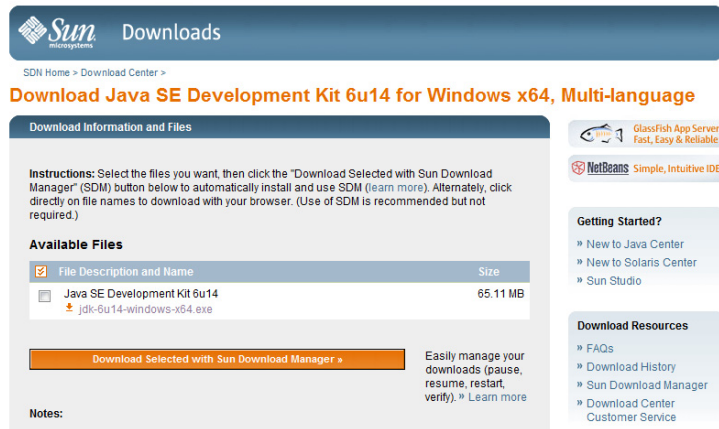 Sun
microsystems
Downloads
SDN Home > Download Center >
Download Java SE Development Kit 6u14 for Windows x64, Multi-language
Download Information and Files
Instructions: Select the files you want, then click the "Download Selected with Sun Download
Manager" (SDM) button below to automatically install and use SDM (learn more). Alternately, click
directly on file names to download with your browser. (Use of SDM is recommended but not
required.)
Available Files
File Description and Name
Size
Java SE Development Kit 6u14
65.11 MB
jdk-6u14-windows-x64.exe
Download Selected with Sun Download Manager »
Easily manage your
downloads (pause,
resume, restart,
verify). » Learn more
Notes:
GlassFish App Server
Fast, Easy & Reliable
NetBeans Simple, Intuitive IDE
Getting Started?
» New to Java Center
» New to Solaris Center
» Sun Studio
Download Resources
» FAQs
» Download History
» Sun Download Manager
» Download Center
Customer Service